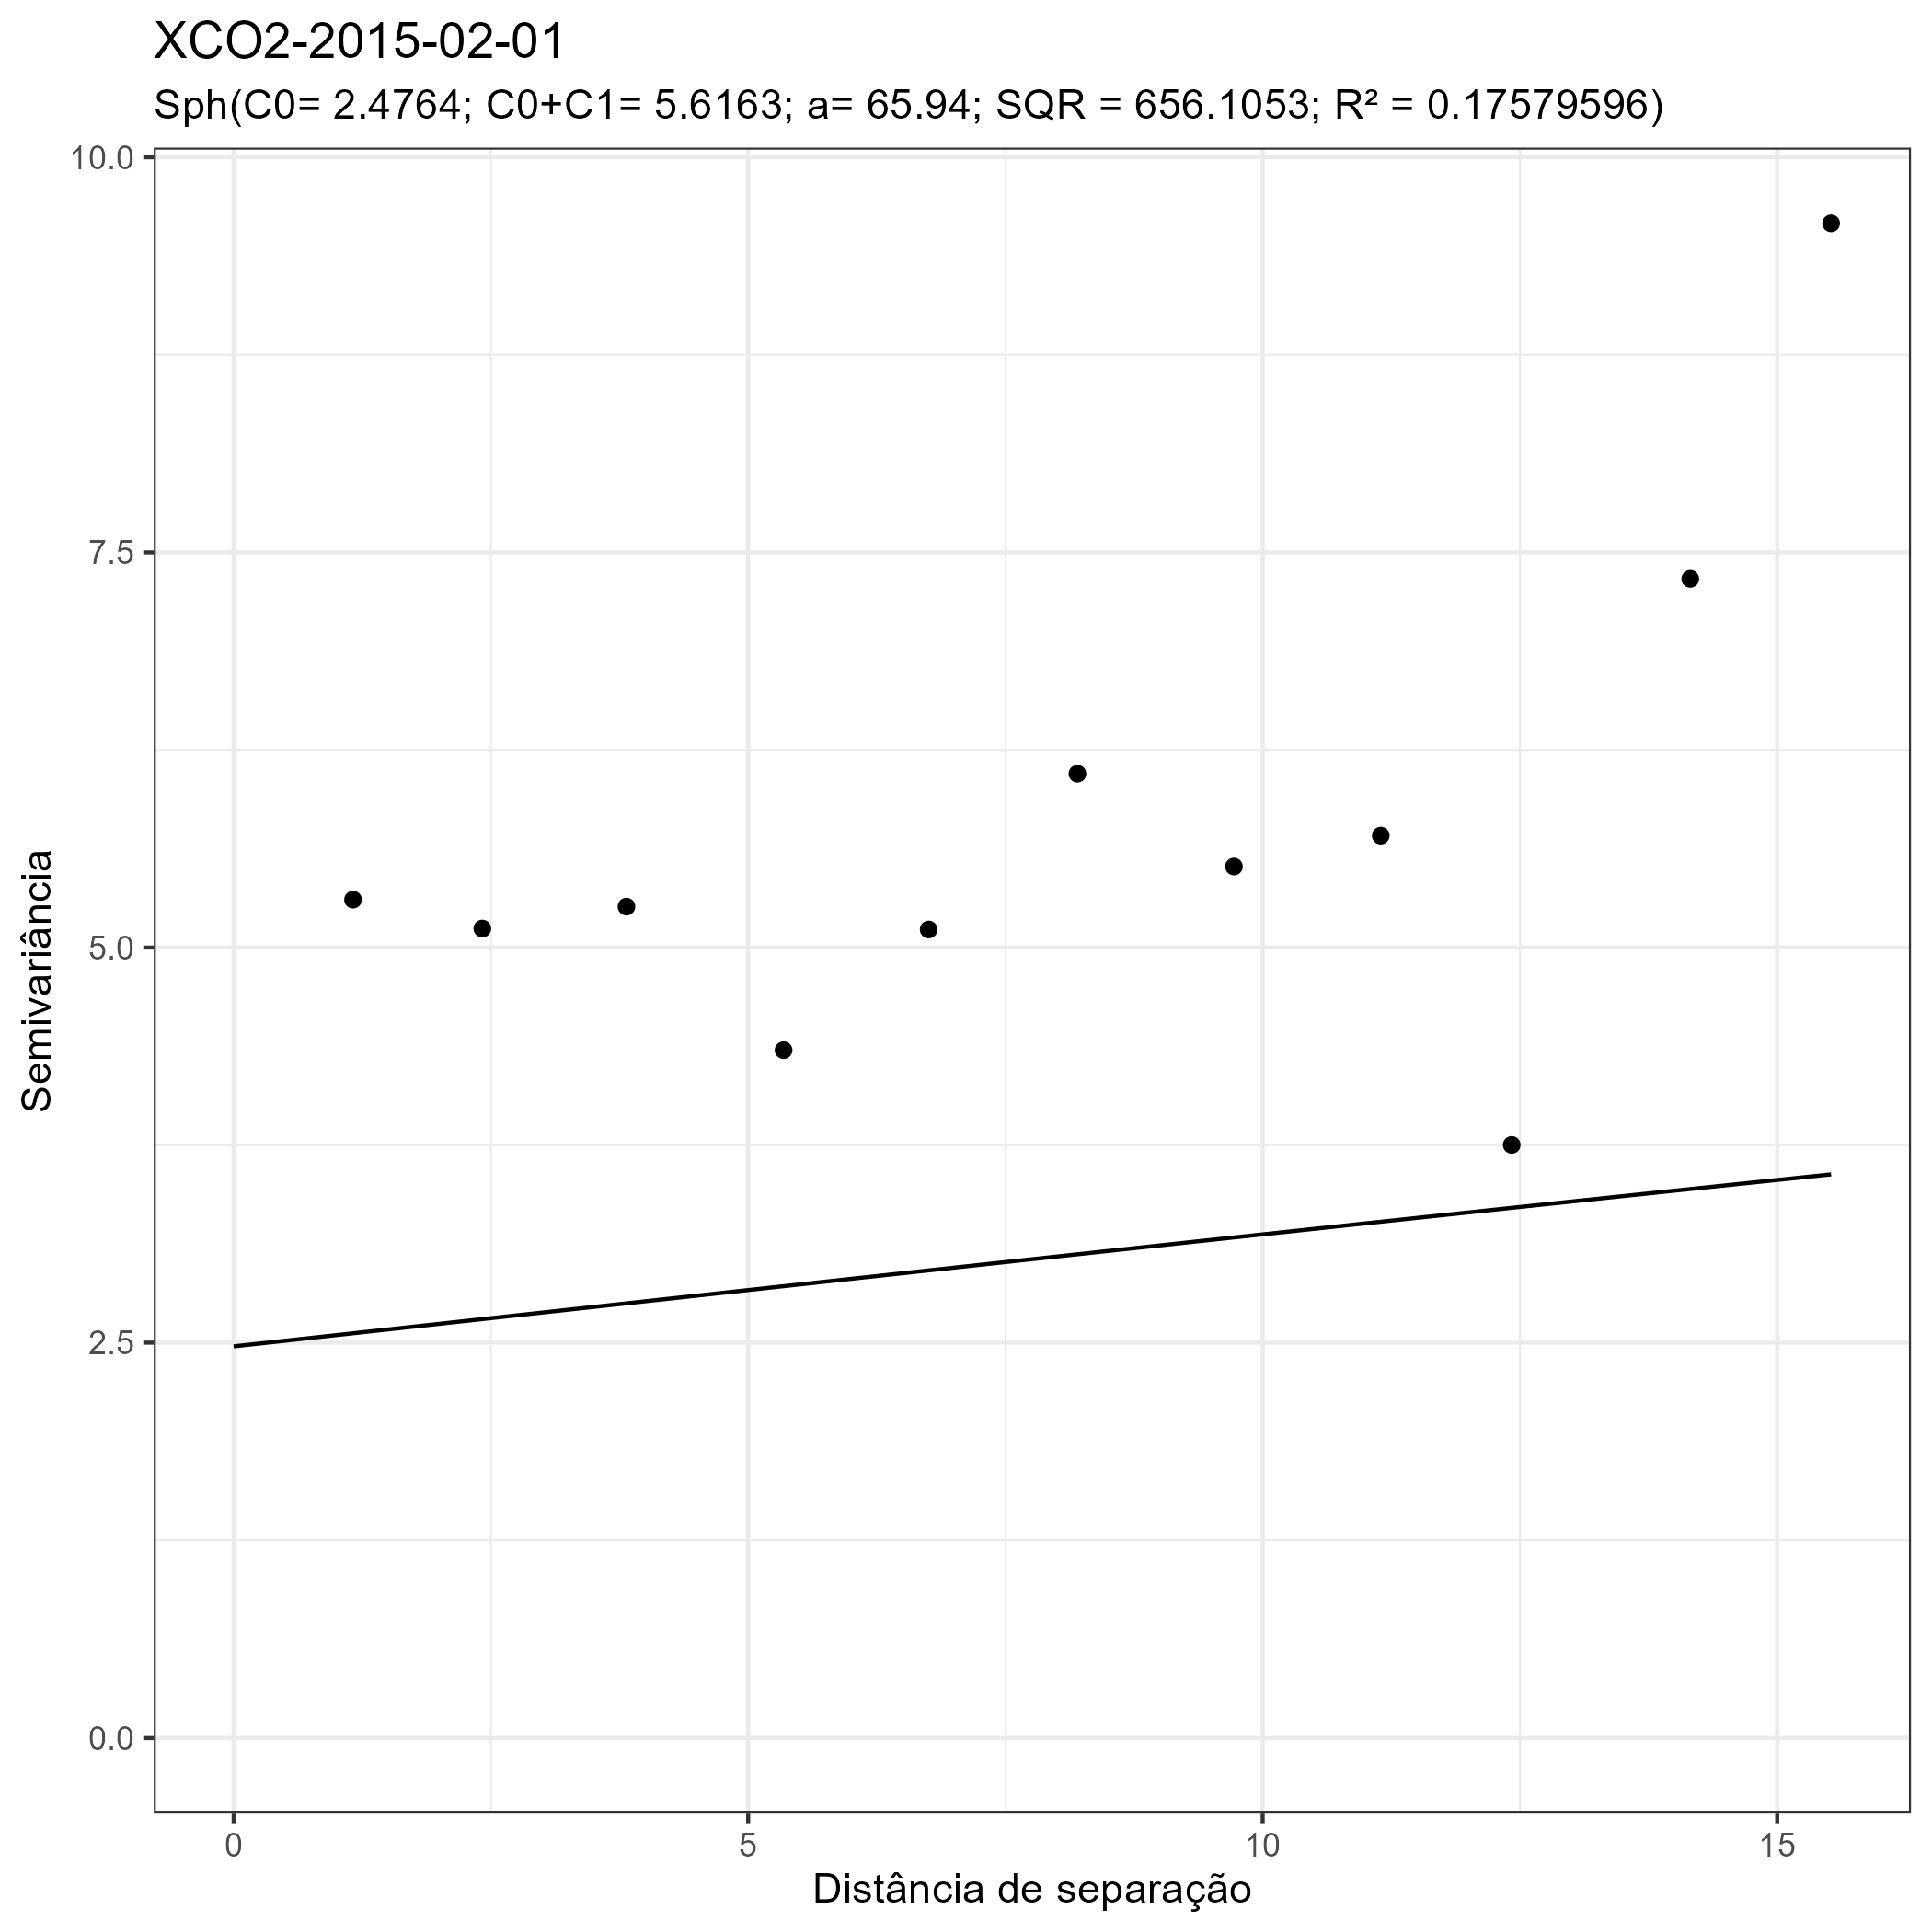 XCO2-2015-02-01
Sph(C0= 2.4764; C0+C1= 5.6163; a= 65.94; SQR = 656.1053; R² = 0.17579596)
10.0
7.5
5.0
2.5
0.0
Semivariância
0 5 10 15
Distância de separação